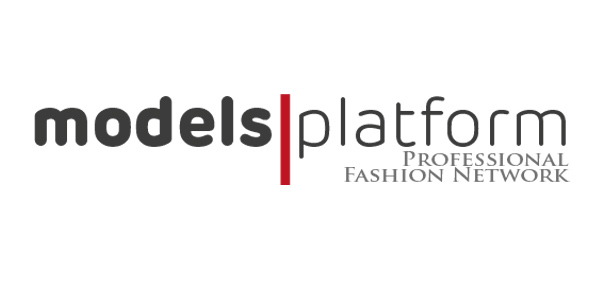 models|platform
PROFESSIONAL
FASHION NETWORK